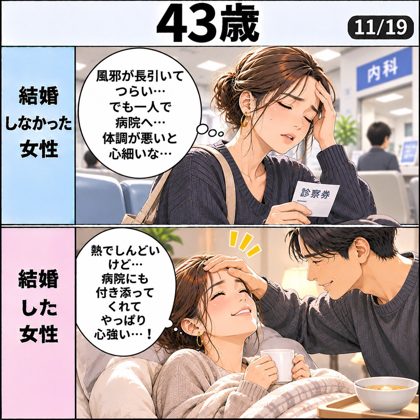 43歳
11/19
結婚
しなかった
女性
風邪が長引いて
つらい…
でも一人で
病院へ…
体調が悪いと
心細いな…
内科
診察券
結婚
した
女性
熱でしんどい
けど…
病院にも
付き添って
くれて
やっぱり
心強い…！